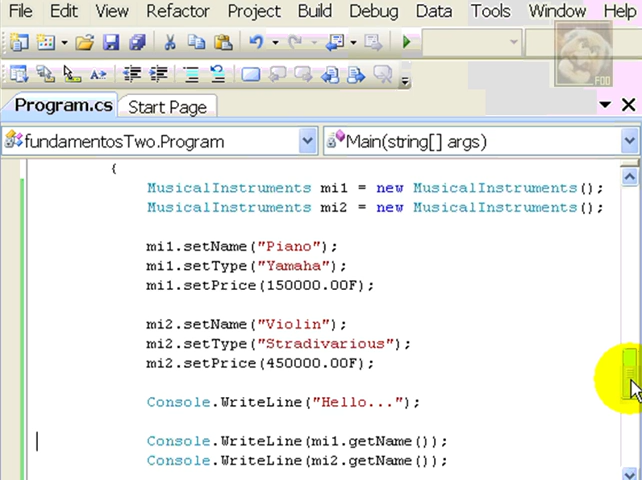 File Edit View Refactor Project Build Debug Data Tools Window Help
FOO
Program.cs Start Page
fundamentosTwo.Program Main(string[] args)
{
MusicalInstruments mi1 = new MusicalInstruments();
MusicalInstruments mi2 = new MusicalInstruments();
mi1.setName("Piano");
mi1.setType("Yamaha");
mi1.setPrice(150000.00F);
mi2.setName("Violin");
mi2.setType("Stradivarious");
mi2.setPrice(450000.00F);
Console.WriteLine("Hello...");
Console.WriteLine(mi1.getName());
Console.WriteLine(mi2.getName());